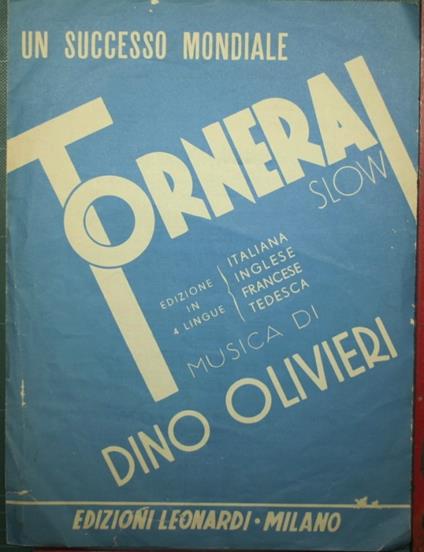 UN SUCCESSO MONDIALE
TORNERAI
SLOW
EDIZIONE
IN
4 LINGUE
ITALIANA
INGLESE
FRANCESE
TEDESCA
MUSICA DI
DINO OLIVIERI
EDIZIONI LEONARDI • MILANO